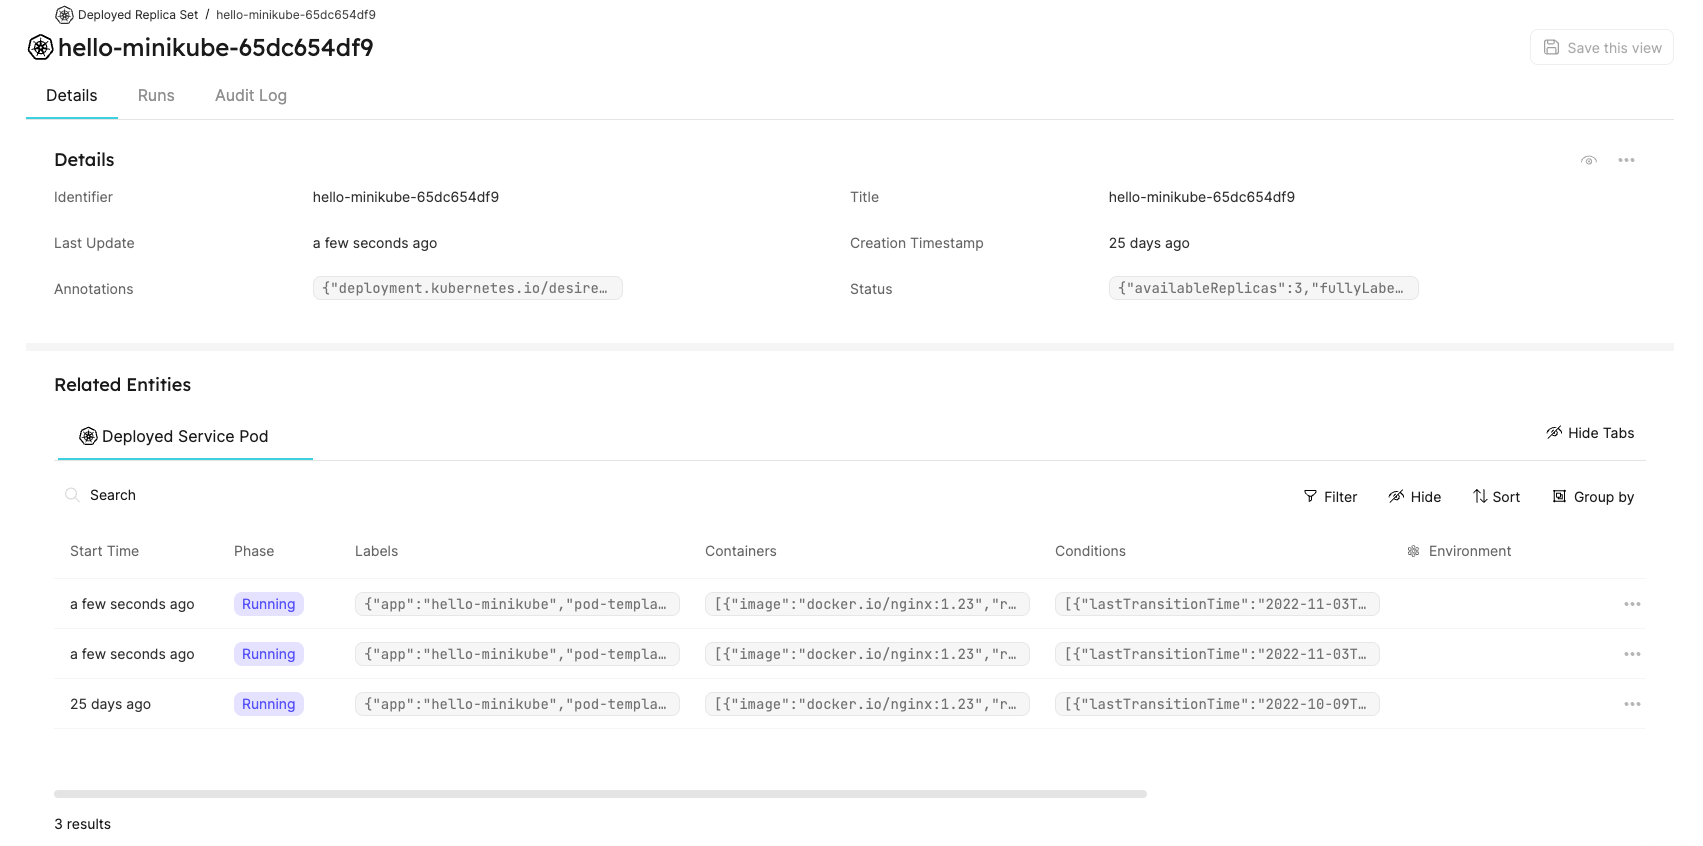 Deployed Replica Set / hello-minikube-65dc654df9
hello-minikube-65dc654df9
Save this view
Details Runs Audit Log
Details
Identifier hello-minikube-65dc654df9 Title hello-minikube-65dc654df9
Last Update a few seconds ago Creation Timestamp 25 days ago
Annotations {"deployment.kubernetes.io/desire… Status {"availableReplicas":3,"fullyLabe…
Related Entities
Deployed Service Pod Hide Tabs
Search Filter Hide Sort Group by
Start Time Phase Labels Containers Conditions Environment
a few seconds ago Running {"app":"hello-minikube","pod-templa… [{"image":"docker.io/nginx:1.23","r… [{"lastTransitionTime":"2022-11-03T…
a few seconds ago Running {"app":"hello-minikube","pod-templa… [{"image":"docker.io/nginx:1.23","r… [{"lastTransitionTime":"2022-11-03T…
25 days ago Running {"app":"hello-minikube","pod-templa… [{"image":"docker.io/nginx:1.23","r… [{"lastTransitionTime":"2022-10-09T…
3 results